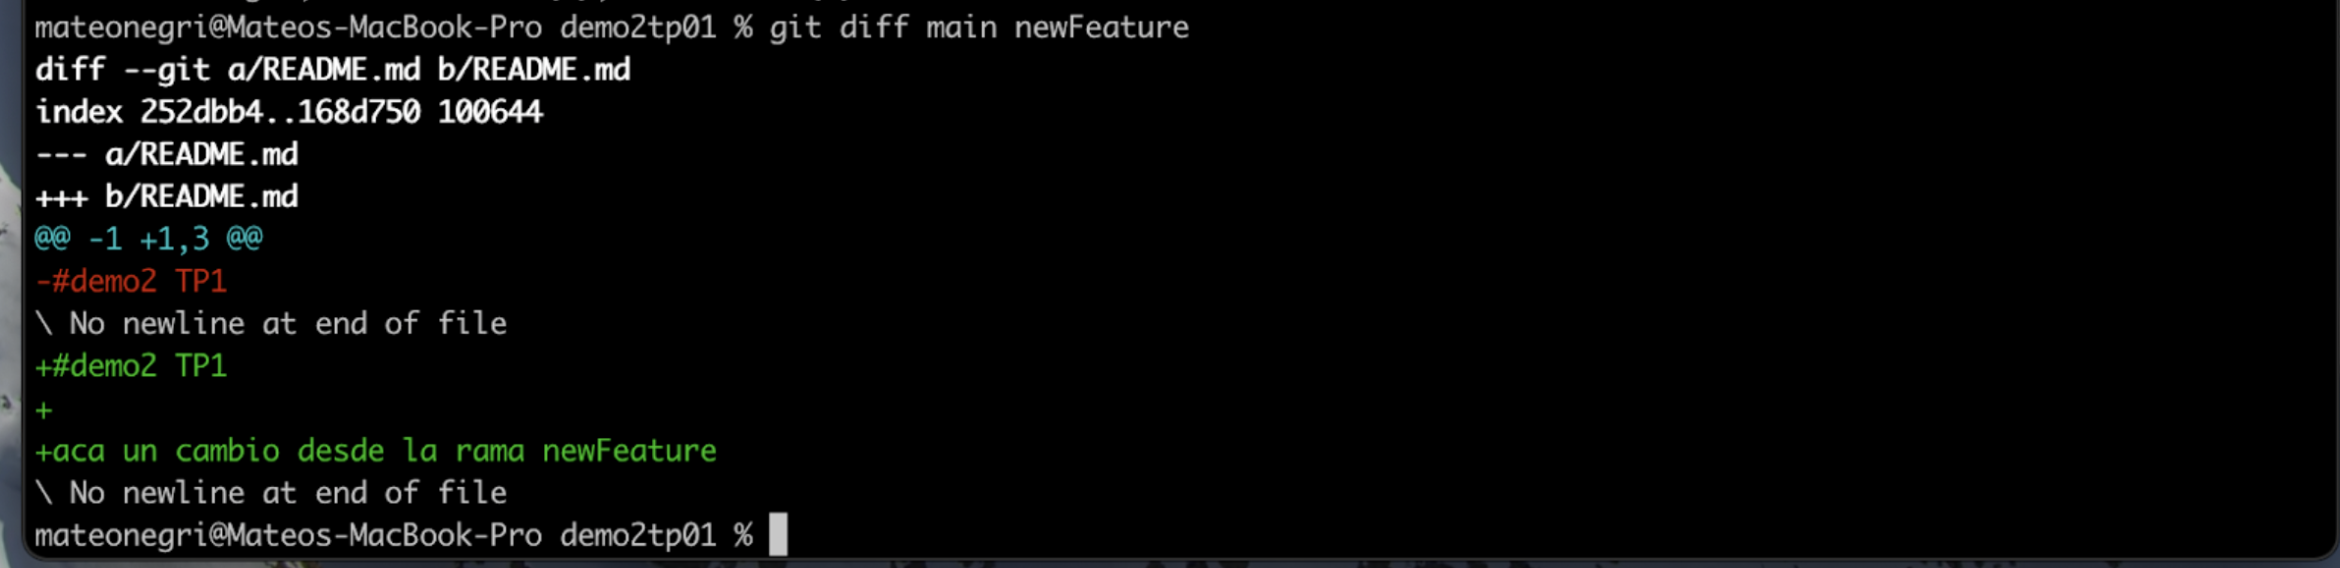 mateonegri@Mateos-MacBook-Pro demo2tp01 % git diff main newFeature
diff --git a/README.md b/README.md
index 252dbb4..168d750 100644
--- a/README.md
+++ b/README.md
@@ -1 +1,3 @@
-#demo2 TP1
\ No newline at end of file
+#demo2 TP1
+
+aca un cambio desde la rama newFeature
\ No newline at end of file
mateonegri@Mateos-MacBook-Pro demo2tp01 %